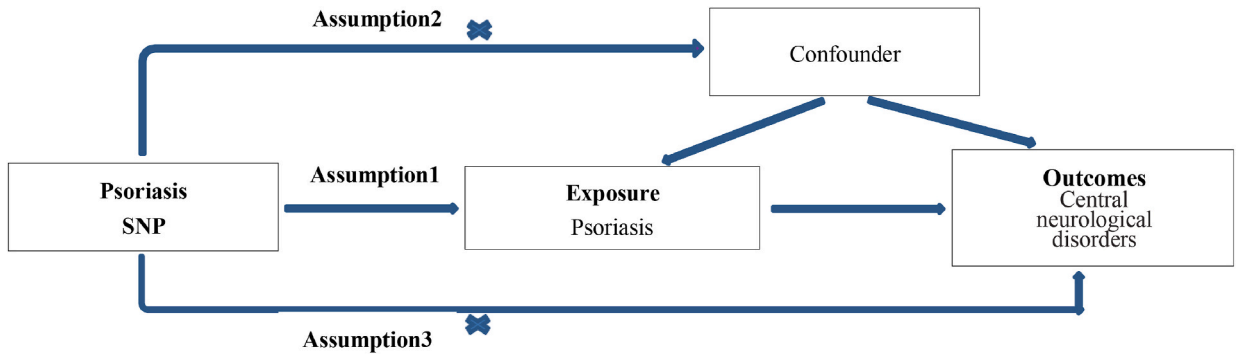 Assumption2
Confounder
Psoriasis
SNP
Assumption1
Exposure
Psoriasis
Outcomes
Central
neurological
disorders
Assumption3